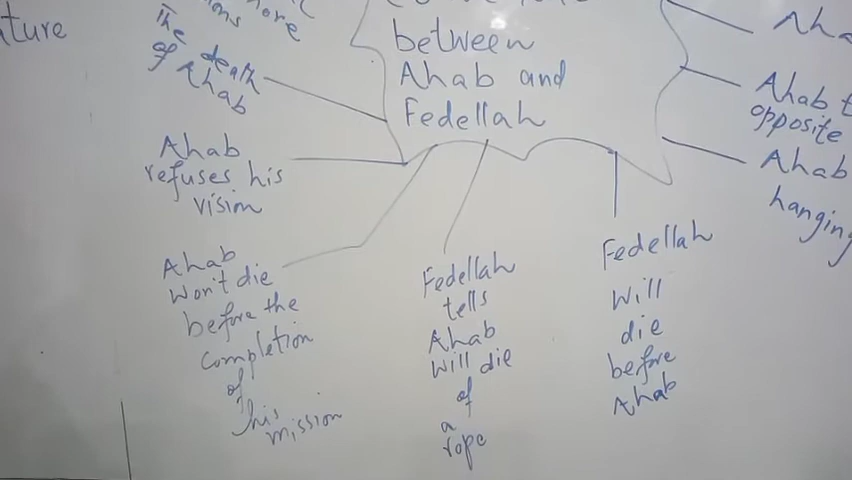 ture
more
The death
of Ahab
between
Ahab and
Fedellah
Aha
Ahab t
opposite
Ahab
hanging
Ahab
refuses his
vision
Ahab
Won't die
before the
completion
of
his
mission
Fedellah
tells
Ahab
will die
of
a
rope
Fedellah
Will
die
before
Ahab